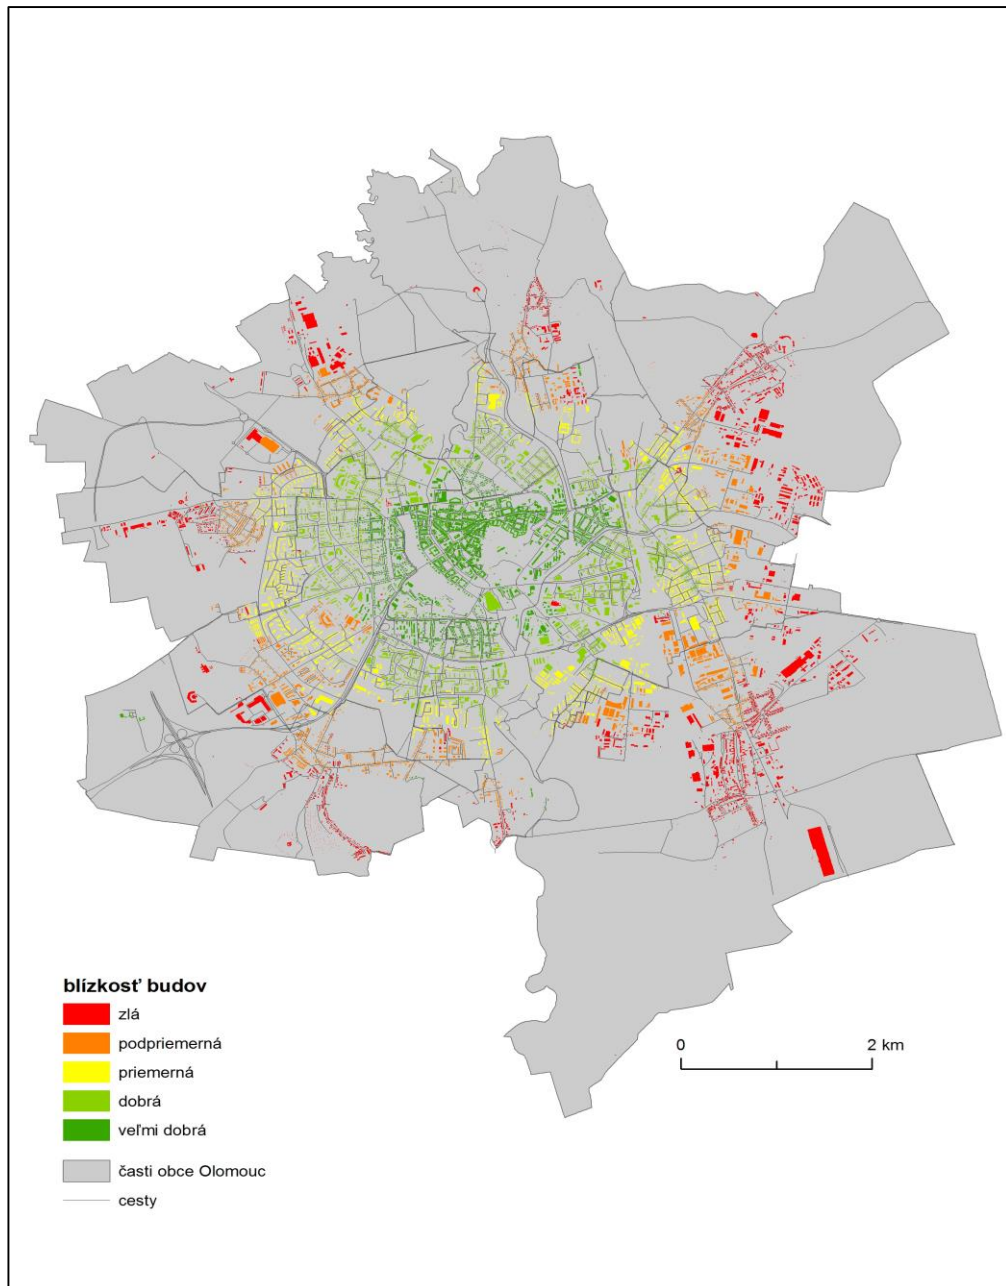 blízkosť budov
zlá
podpriemerná
priemerná
dobrá
veľmi dobrá
časti obce Olomouc
cesty
0 2 km